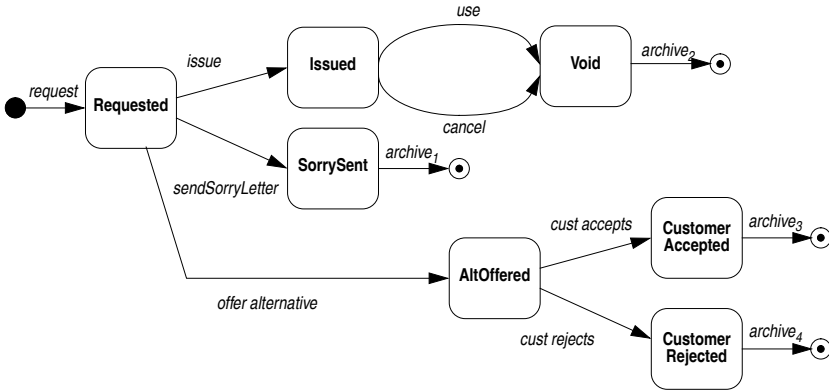 use
issue
Issued
Void
archive2
request
Requested
cancel
SorrySent
archive1
sendSorryLetter
cust accepts
Customer
Accepted
archive3
AltOffered
offer alternative
cust rejects
Customer
Rejected
archive4